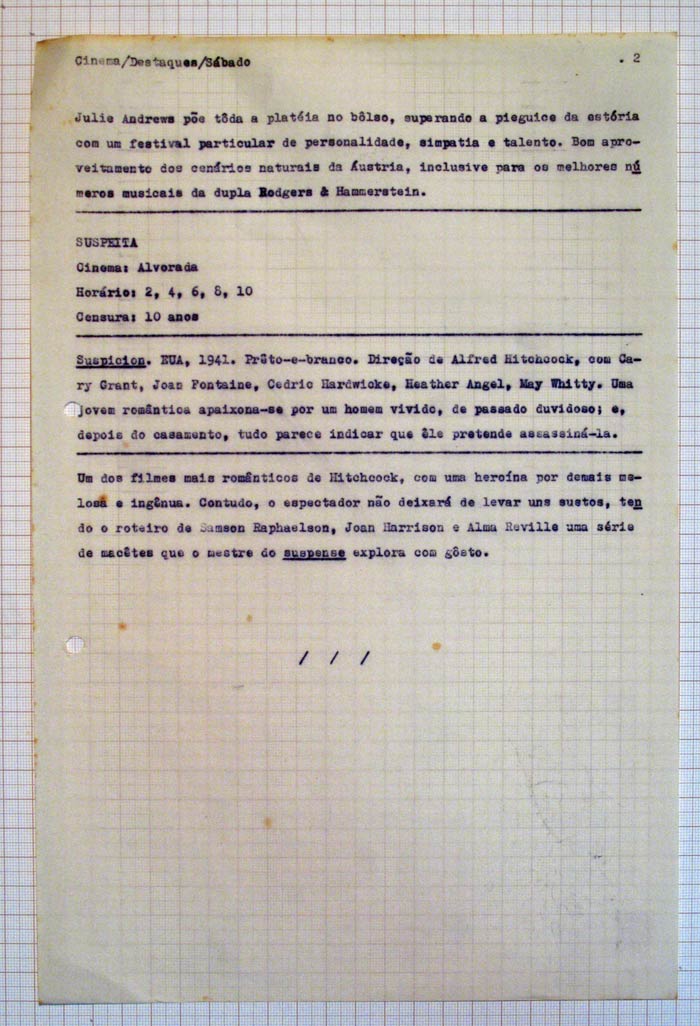 Cinema/Destaques/Sábado . 2
Julie Andrews põe tôda a platéia no bôlso, superando a pieguice da estória
com um festival particular de personalidade, simpatia e talento. Bom apro-
veitamento dos cenários naturais da Áustria, inclusive para os melhores nú
meros musicais da dupla Rodgers & Hammerstein.
SUSPEITA
Cinema: Alvorada
Horário: 2, 4, 6, 8, 10
Censura: 10 anos
Suspicion. EUA, 1941. Prêto-e-branco. Direção de Alfred Hitchcock, com Ca-
ry Grant, Joan Fontaine, Cedric Hardwicke, Heather Angel, May Whitty. Uma
jovem romântica apaixona-se por um homem vivido, de passado duvidoso; e,
depois do casamento, tudo parece indicar que êle pretende assassiná-la.
Um dos filmes mais românticos de Hitchcock, com uma heroína por demais me-
losa e ingênua. Contudo, o espectador não deixará de levar uns sustos, ten
do o roteiro de Samson Raphaelson, Joan Harrison e Alma Reville uma série
de macêtes que o mestre do suspense explora com gôsto.
/ / /